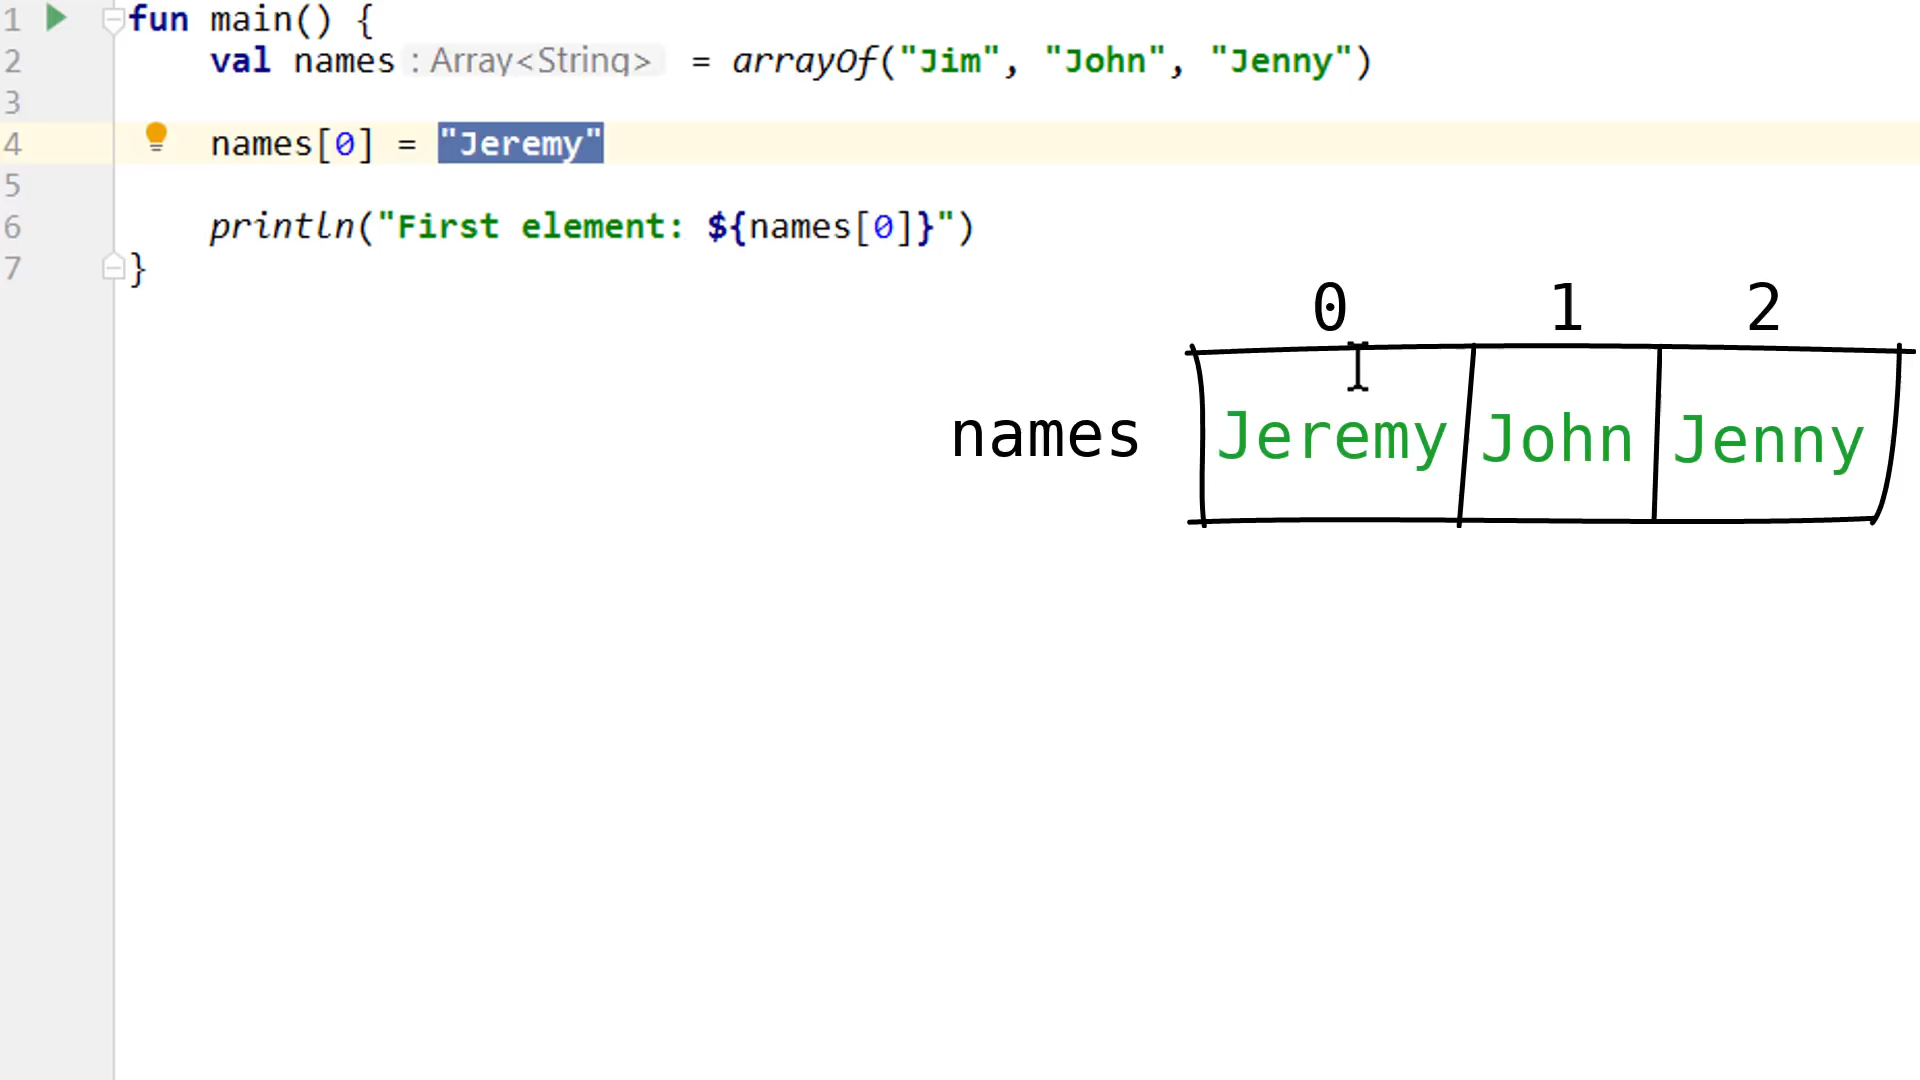 1 fun main() {
2 val names : Array<String> = arrayOf("Jim", "John", "Jenny")
3
4 names[0] = "Jeremy"
5
6 println("First element: ${names[0]}")
7 }
0 1 2
names Jeremy John Jenny